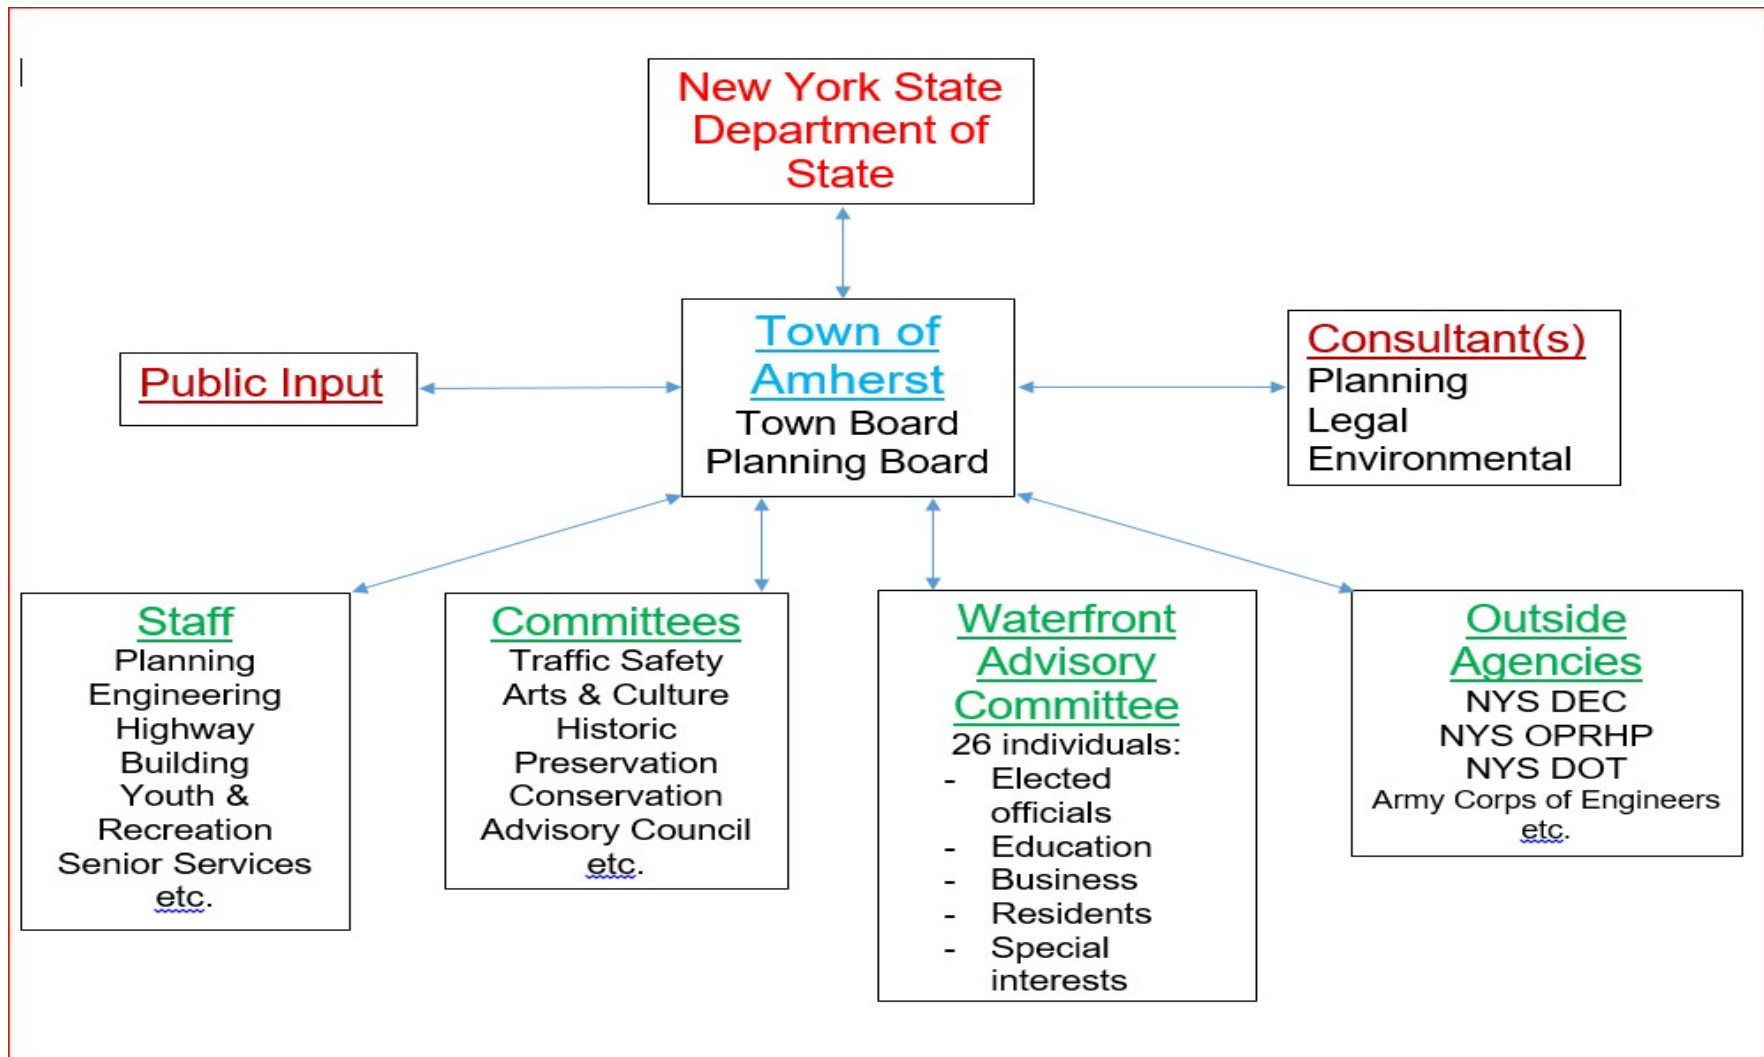 New York State
Department of
State
Public Input
Town of
Amherst
Town Board
Planning Board
Consultant(s)
Planning
Legal
Environmental
Staff
Planning
Engineering
Highway
Building
Youth &
Recreation
Senior Services
etc.
Committees
Traffic Safety
Arts & Culture
Historic
Preservation
Conservation
Advisory Council
etc.
Waterfront
Advisory
Committee
26 individuals:
- Elected
officials
- Education
- Business
- Residents
- Special
interests
Outside
Agencies
NYS DEC
NYS OPRHP
NYS DOT
Army Corps of Engineers
etc.